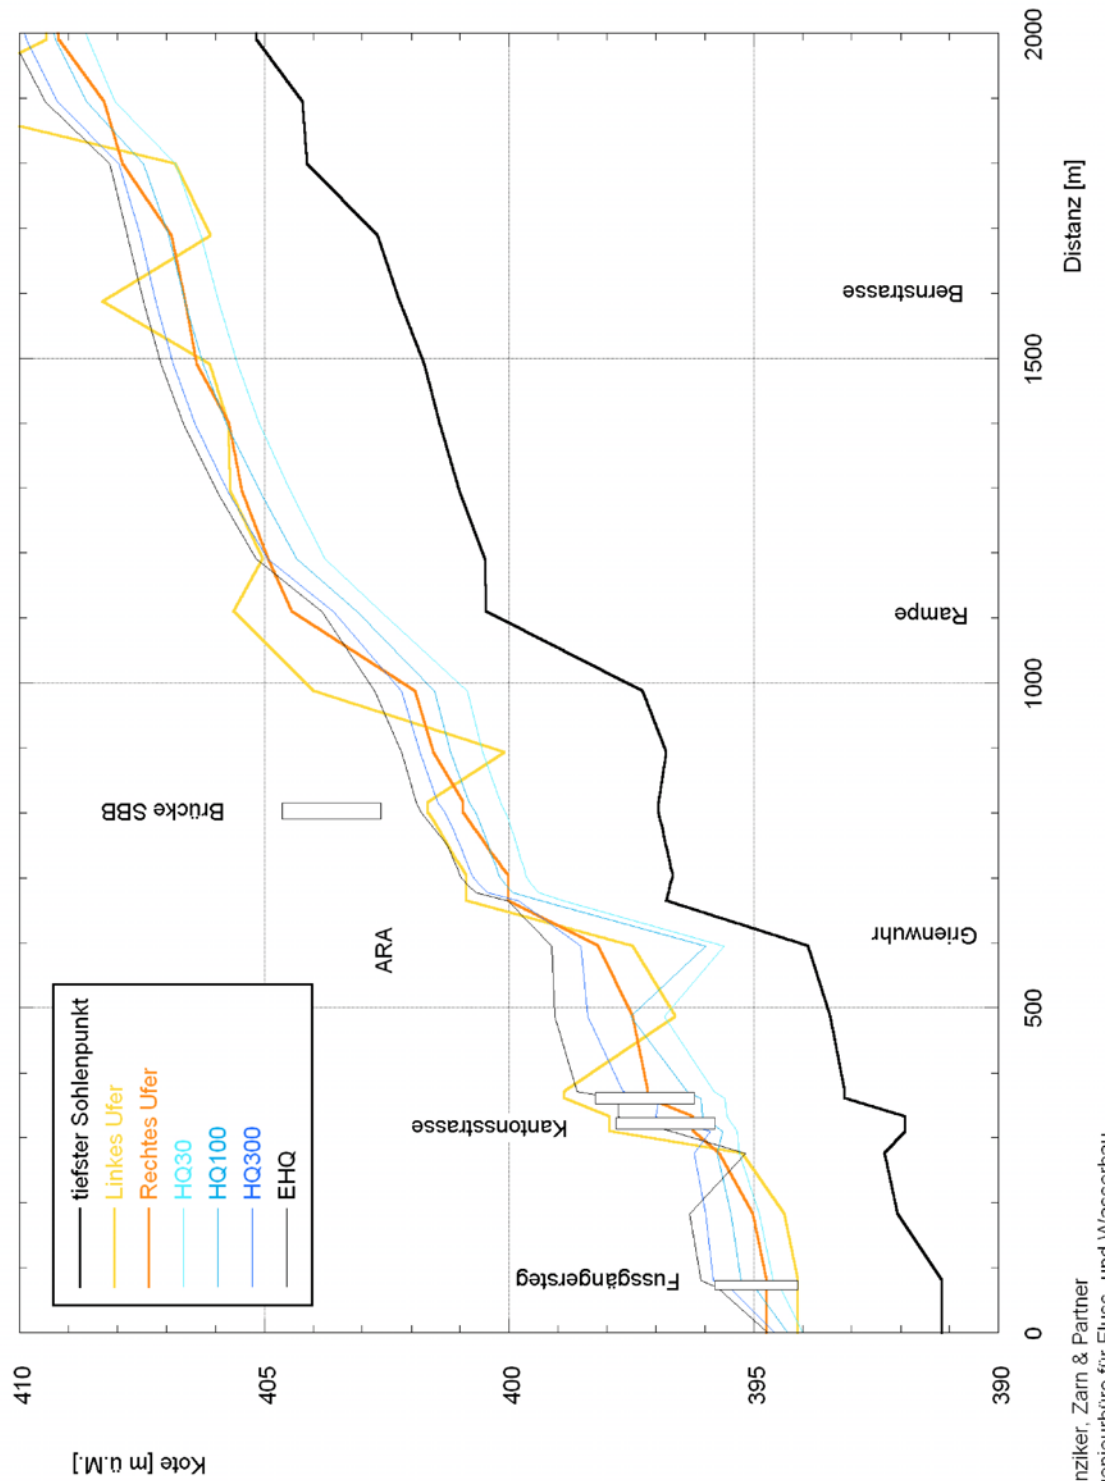 Kote [m ü.M.]
410
405
400
395
390
tiefster Sohlenpunkt
Linkes Ufer
Rechtes Ufer
HQ30
HQ100
HQ300
EHQ
Fussgängersteg
Kantonsstrasse
ARA
Brücke SBB
Grienwuhr
Rampe
Bernstrasse
0
500
1000
1500
2000
Distanz [m]
nziker, Zarn & Partner